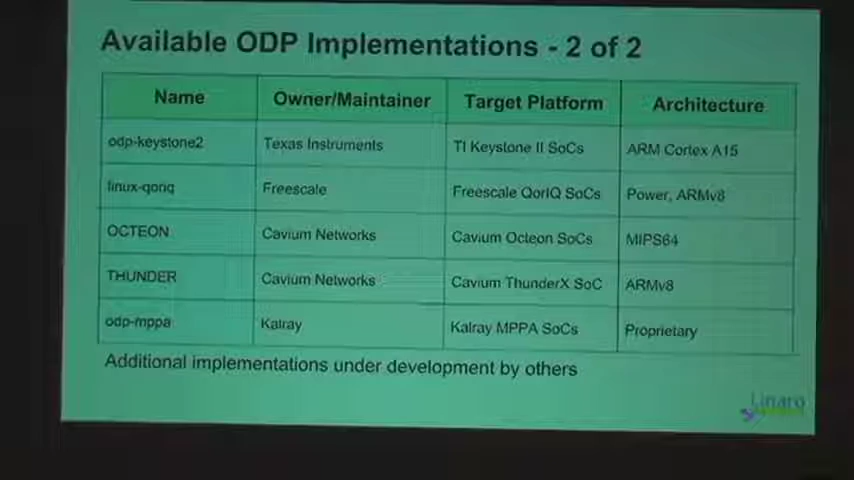 Available ODP Implementations - 2 of 2
Name Owner/Maintainer Target Platform Architecture
odp-keystone2 Texas Instruments TI Keystone II SoCs ARM Cortex A15
linux-qoriq Freescale Freescale QorIQ SoCs Power, ARMv8
OCTEON Cavium Networks Cavium Octeon SoCs MIPS64
THUNDER Cavium Networks Cavium ThunderX SoC ARMv8
odp-mppa Kalray Kalray MPPA SoCs Proprietary
Additional implementations under development by others
Linaro